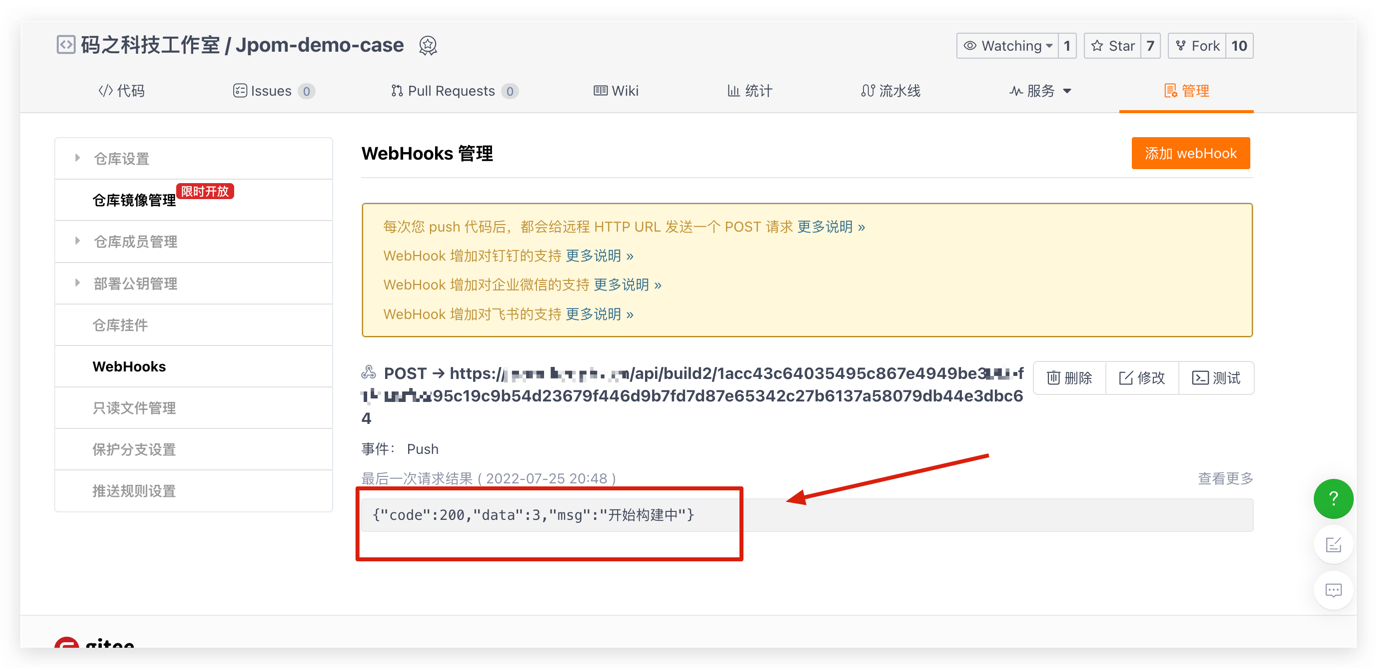 码之科技工作室 / Jpom-demo-case
Watching 1 Star 7 Fork 10
代码 Issues 0 Pull Requests 0 Wiki 统计 流水线 服务 管理
仓库设置
仓库镜像管理 限时开放
仓库成员管理
部署公钥管理
仓库挂件
WebHooks
只读文件管理
保护分支设置
推送规则设置
WebHooks 管理
添加 webHook
每次您 push 代码后，都会给远程 HTTP URL 发送一个 POST 请求 更多说明 »
WebHook 增加对钉钉的支持 更多说明 »
WebHook 增加对企业微信的支持 更多说明 »
WebHook 增加对飞书的支持 更多说明 »
POST → https:/ /api/build2/1acc43c64035495c867e4949be3 f
95c19c9b54d23679f446d9b7fd7d87e65342c27b6137a58079db44e3dbc6
4
删除 修改 测试
事件： Push
最后一次请求结果 ( 2022-07-25 20:48 )
查看更多
{"code":200,"data":3,"msg":"开始构建中"}
?
gitee